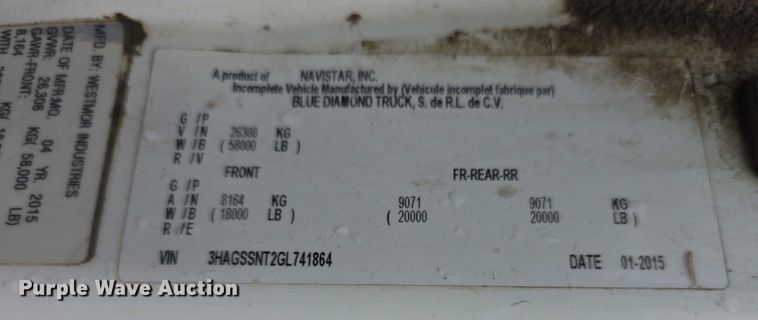 MFD BY: WESTMOR INDUSTRIES
DATE OF MFR:MO. 04 YR. 2015
GVWR: 26,308 KG( 58,000 LB)
GAWR-FRONT:
8,164
WITH
A product of NAVISTAR, INC.
Incomplete Vehicle Manufactured by (Vehicule incomplet fabrique par)
BLUE DIAMOND TRUCK, S. de R.L. de C.V.
G /P
V /N 26308 KG
W /B ( 58000 LB )
R /V
FRONT FR-REAR-RR
G /P
A /N 8164 KG 9071 9071 KG
W /B ( 18000 LB ) ( 20000 20000 LB )
R /E
VIN 3HAGSSNT2GL741864 DATE 01-2015
Purple Wave Auction